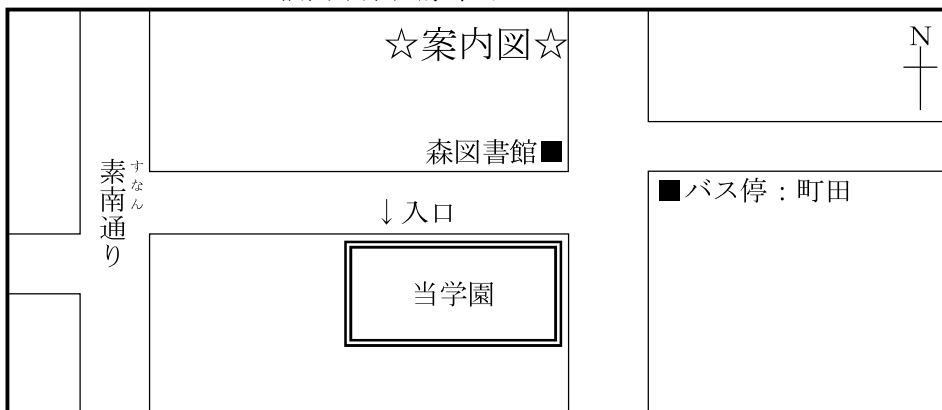 ☆案内図☆
N
森図書館■
素南通り
すなん
■バス停：町田
↓入口
当学園